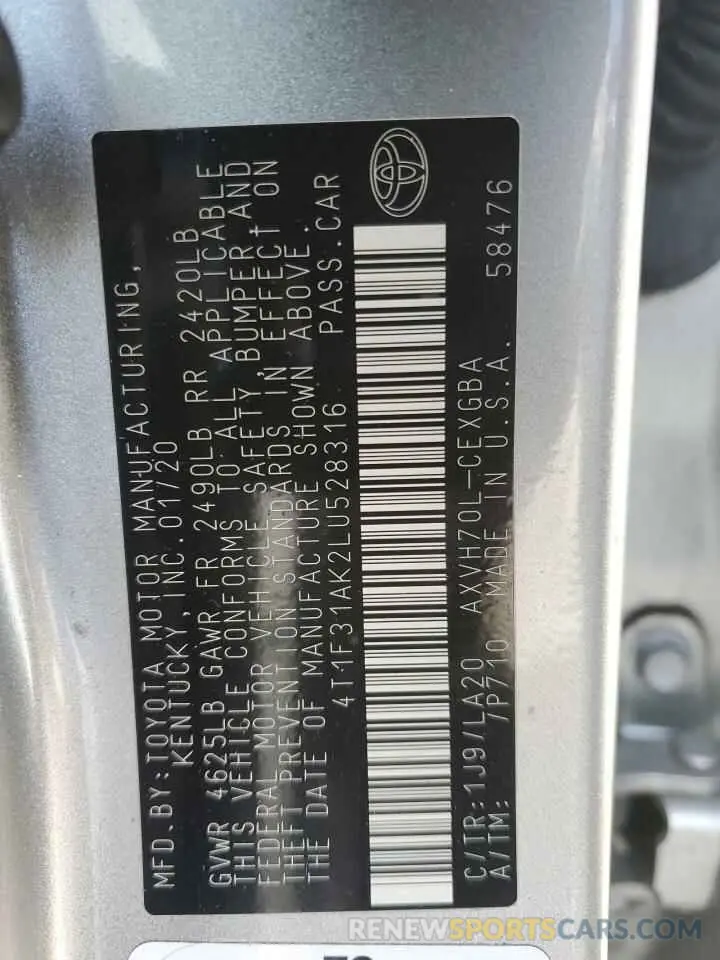 MFD.BY:TOYOTA MOTOR MANUFACTURING,
KENTUCKY, INC.01/20
GVWR 4625LB GAWR FR 2490LB RR 2420LB
THIS VEHICLE CONFORMS TO ALL APPLICABLE
FEDERAL MOTOR VEHICLE SAFETY, BUMPER, AND
THEFT PREVENTION STANDARDS IN EFFECT ON
THE DATE OF MANUFACTURE SHOWN ABOVE.
4T1F31AK2LU528316 PASS.CAR
C/TR:1J9/LA20 AXVH70L-CEXGBA
A/TM: /P710 MADE IN U.S.A. 58476
RENEWSPORTSCARS.COM